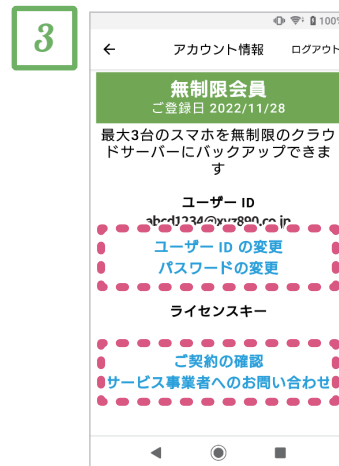 3
100%
アカウント情報 ログアウト
無制限会員
ご登録日 2022/11/28
最大3台のスマホを無制限のクラウ
ドサーバーにバックアップできま
す
ユーザー ID
abcd1234@xyz890.co.jp
ユーザー ID の変更
パスワードの変更
ライセンスキー
ご契約の確認
サービス事業者へのお問い合わせ